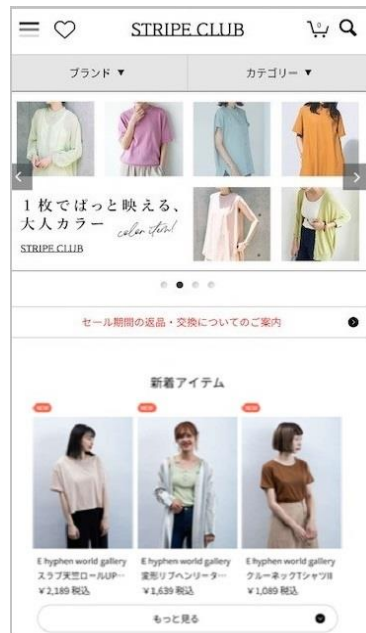 STRIPE CLUB
0
ブランド ▼
カテゴリー ▼
1枚でぱっと映える、
大人カラー
color item!
STRIPE CLUB
セール期間の返品・交換についてのご案内
新着アイテム
NEW
NEW
NEW
E hyphen world gallery
スラブ天竺ロールUP…
¥2,189 税込
E hyphen world gallery
変形リブヘンリータ…
¥1,639 税込
E hyphen world gallery
クルーネックTシャツII
¥1,089 税込
もっと見る